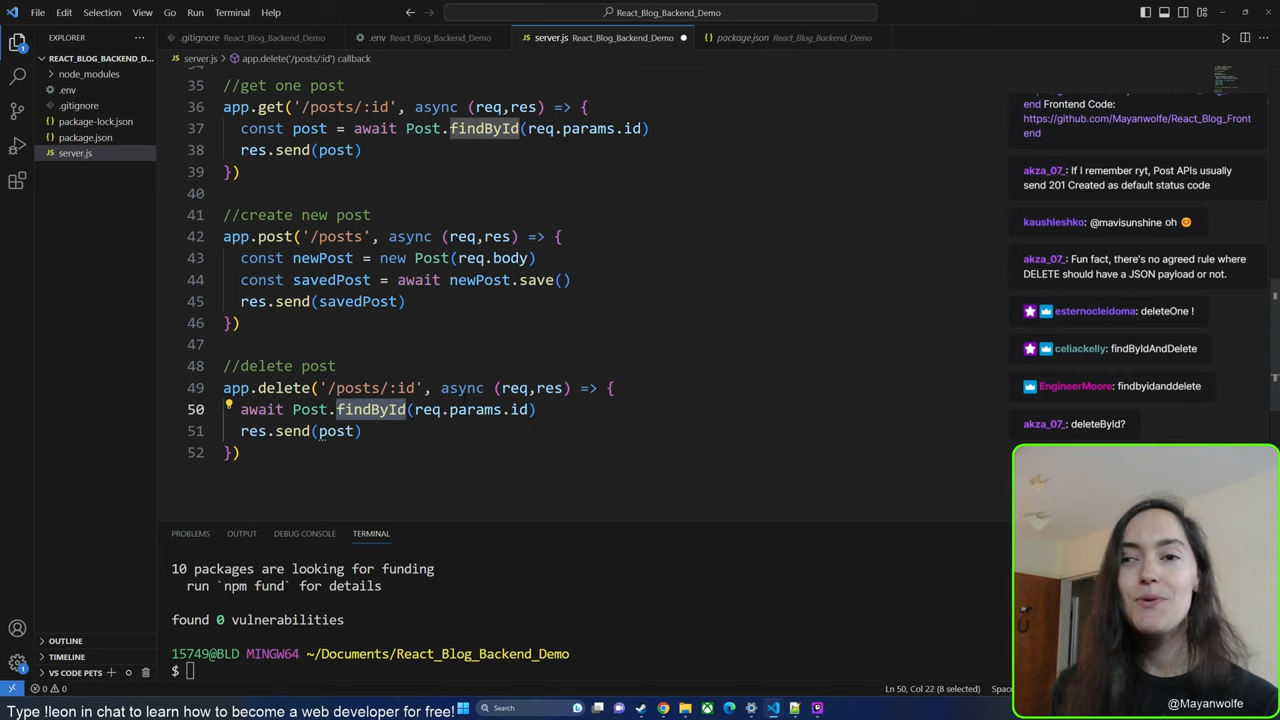 File Edit Selection View Go Run Terminal Help
React_Blog_Backend_Demo
EXPLORER
REACT_BLOG_BACKEND_D...
node_modules
.env
.gitignore
package-lock.json
package.json
JS server.js
OUTLINE
TIMELINE
VS CODE PETS
.gitignore React_Blog_Backend_Demo
.env React_Blog_Backend_Demo
JS server.js React_Blog_Backend_Demo
package.json React_Blog_Backend_Demo
JS server.js > app.delete('/posts/:id') callback
35 //get one post
36 app.get('/posts/:id', async (req,res) => {
37 const post = await Post.findById(req.params.id)
38 res.send(post)
39 })
40
41 //create new post
42 app.post('/posts', async (req,res) => {
43 const newPost = new Post(req.body)
44 const savedPost = await newPost.save()
45 res.send(savedPost)
46 })
47
48 //delete post
49 app.delete('/posts/:id', async (req,res) => {
50 await Post.findById(req.params.id)
51 res.send(post)
52 })
PROBLEMS OUTPUT DEBUG CONSOLE TERMINAL
10 packages are looking for funding
run `npm fund` for details
found 0 vulnerabilities
15749@BLD MINGW64 ~/Documents/React_Blog_Backend_Demo
$
end Frontend Code:
https://github.com/Mayanwolfe/React_Blog_Front
end
akza_07_: If I remember ryt, Post APIs usually
send 201 Created as default status code
kaushleshko: @mavisunshine oh 😊
akza_07_: Fun fact, there's no agreed rule where
DELETE should have a JSON payload or not.
esternocleidoma: deleteOne !
celiackelly: findByIdAndDelete
EngineerMoore: findbyidanddelete
akza_07_: deleteById?
@Mayanwolfe
0 0
Ln 50, Col 22 (8 selected)
Type !leon in chat to learn how to become a web developer for free!
Search